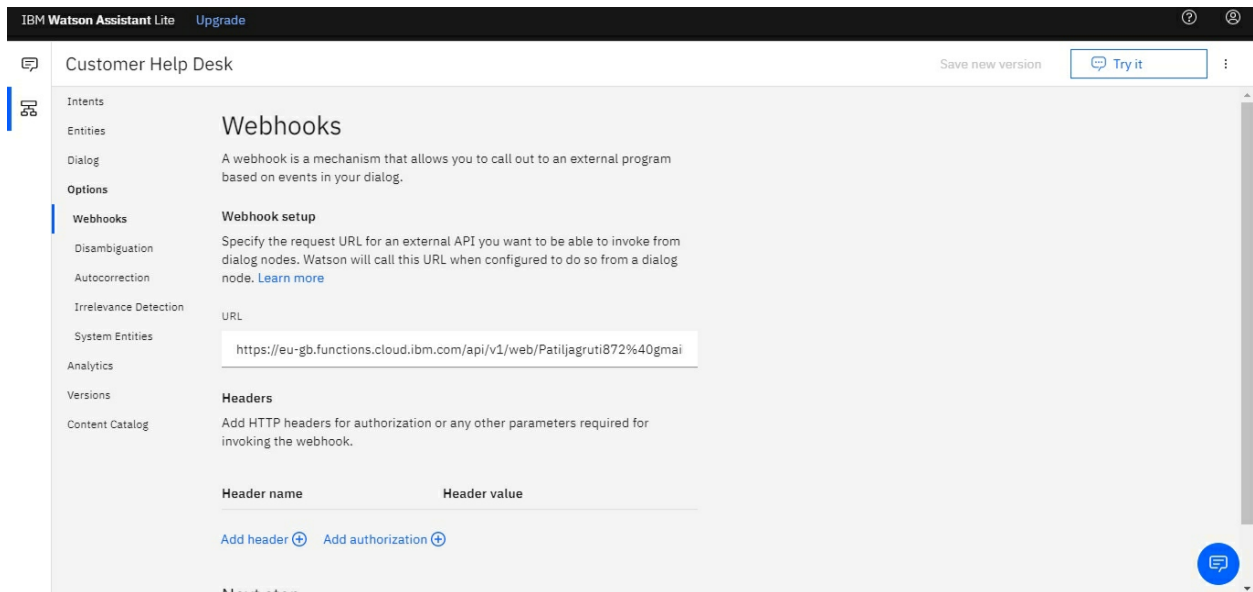 IBM Watson Assistant Lite Upgrade
Customer Help Desk
Save new version
Try it
Intents
Entities
Dialog
Options
Webhooks
Disambiguation
Autocorrection
Irrelevance Detection
System Entities
Analytics
Versions
Content Catalog
Webhooks
A webhook is a mechanism that allows you to call out to an external program
based on events in your dialog.
Webhook setup
Specify the request URL for an external API you want to be able to invoke from
dialog nodes. Watson will call this URL when configured to do so from a dialog
node. Learn more
URL
https://eu-gb.functions.cloud.ibm.com/api/v1/web/Patiljagruti872%40gmai
Headers
Add HTTP headers for authorization or any other parameters required for
invoking the webhook.
Header name Header value
Add header Add authorization